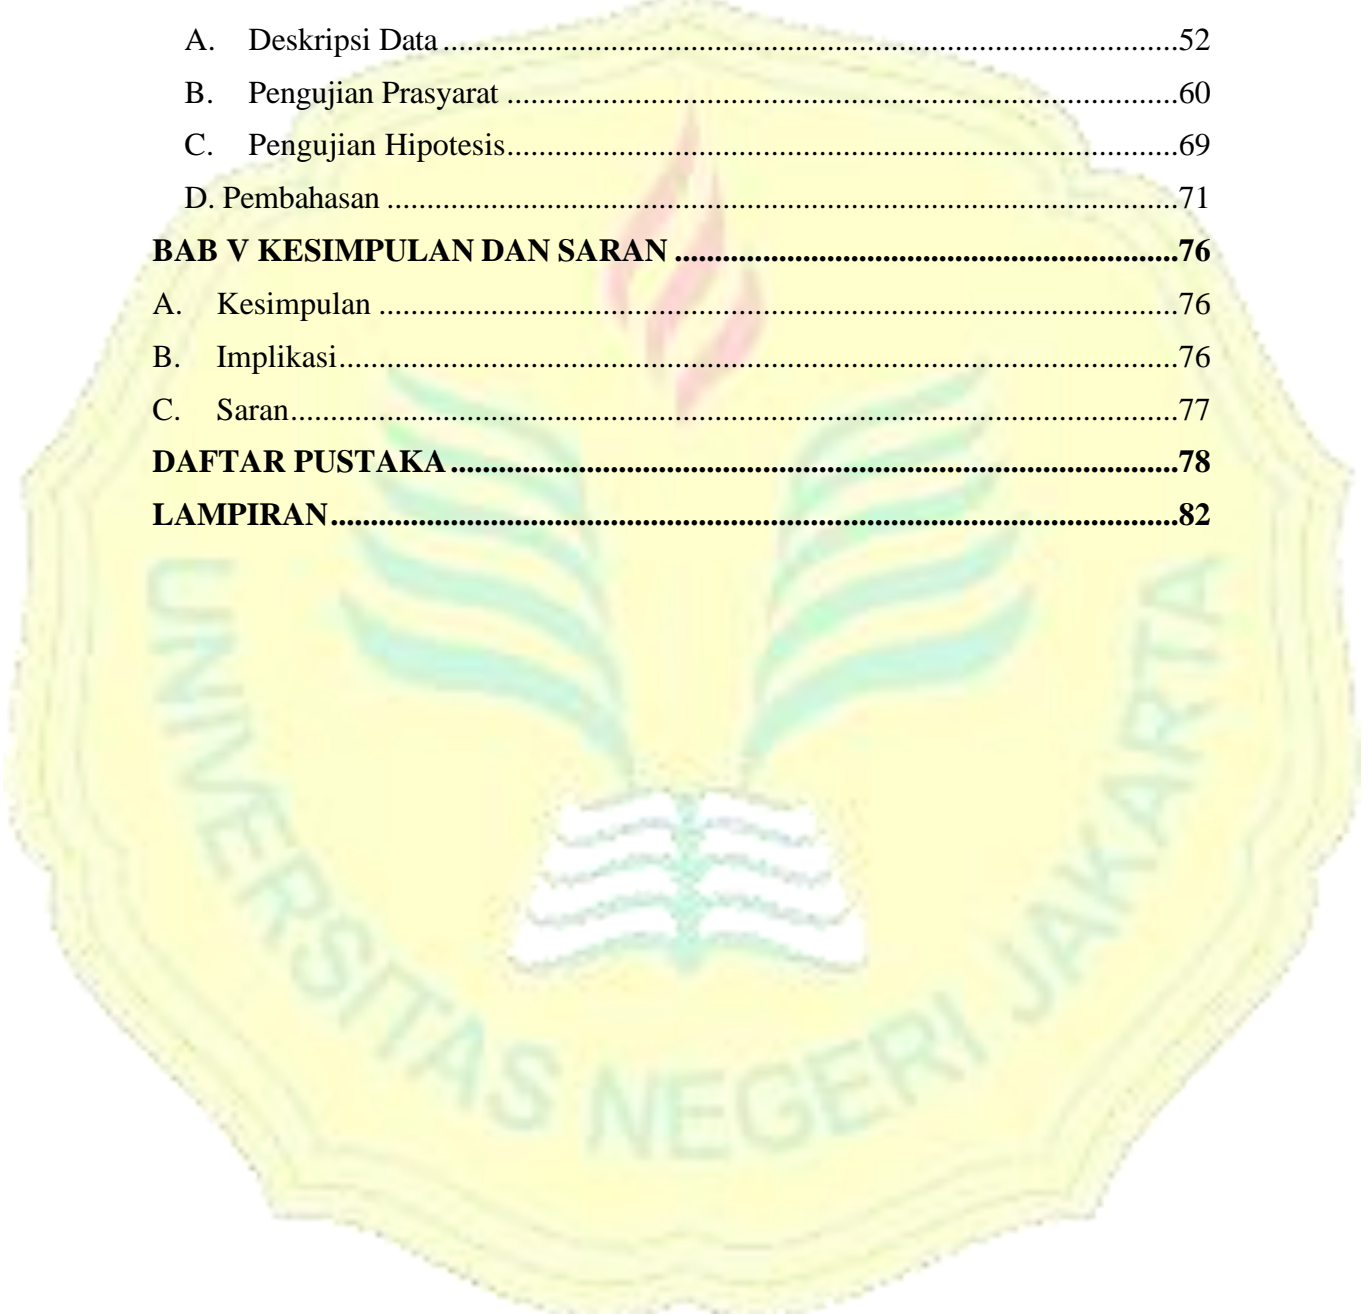 A. Deskripsi Data ........................................................................................52
B. Pengujian Prasyarat ................................................................................60
C. Pengujian Hipotesis................................................................................69
D. Pembahasan ..............................................................................................71
BAB V KESIMPULAN DAN SARAN ...............................................................76
A. Kesimpulan ................................................................................................76
B. Implikasi.....................................................................................................76
C. Saran...........................................................................................................77
DAFTAR PUSTAKA...........................................................................................78
LAMPIRAN..........................................................................................................82
UNIVERSITAS NEGERI JAKARTA